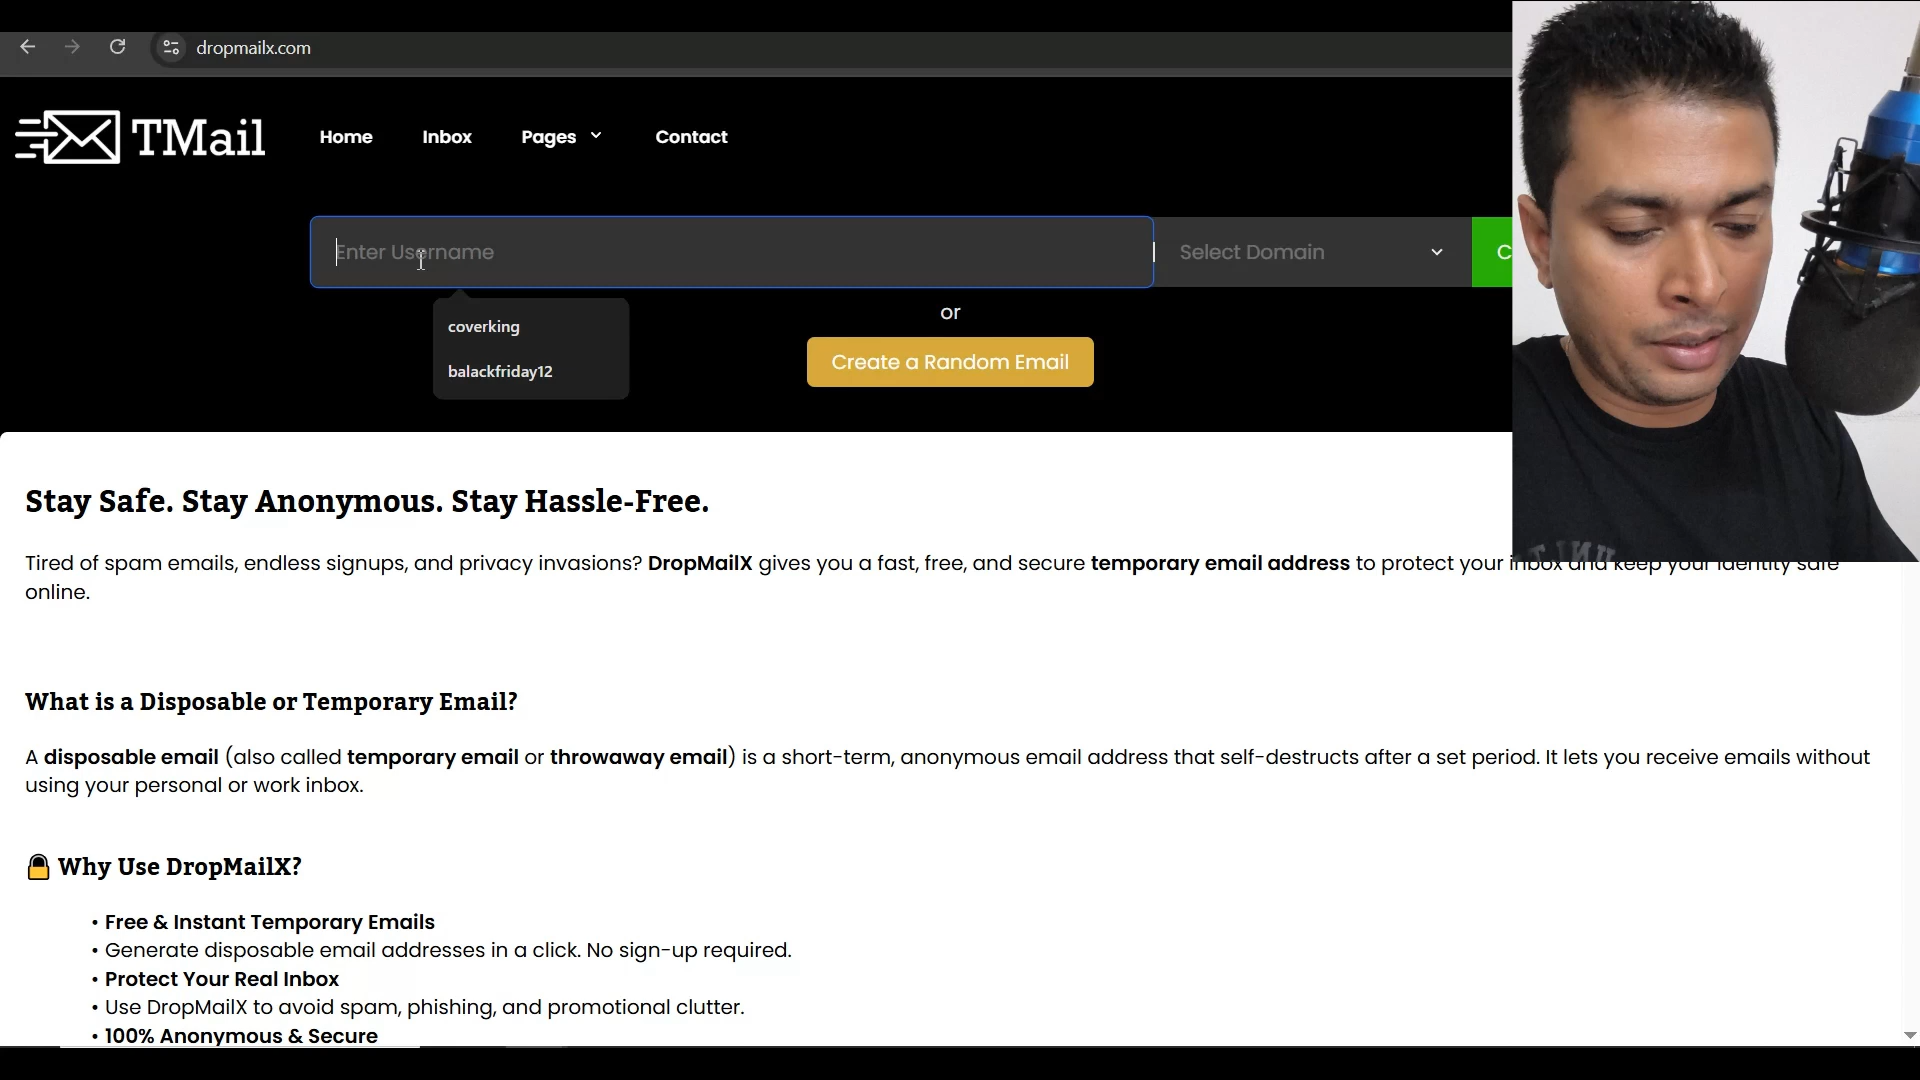 dropmailx.com
TMail
Home
Inbox
Pages
Contact
Enter Username
Select Domain
C
coverking
balackfriday12
or
Create a Random Email
Stay Safe. Stay Anonymous. Stay Hassle-Free.
Tired of spam emails, endless signups, and privacy invasions? DropMailX gives you a fast, free, and secure temporary email address to protect your inbox and keep your identity safe
online.
What is a Disposable or Temporary Email?
A disposable email (also called temporary email or throwaway email) is a short-term, anonymous email address that self-destructs after a set period. It lets you receive emails without
using your personal or work inbox.
Why Use DropMailX?
• Free & Instant Temporary Emails
• Generate disposable email addresses in a click. No sign-up required.
• Protect Your Real Inbox
• Use DropMailX to avoid spam, phishing, and promotional clutter.
• 100% Anonymous & Secure